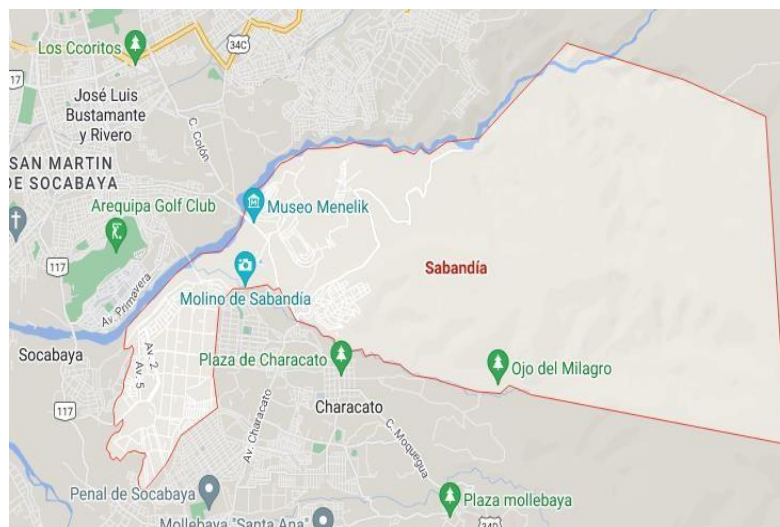 Los Ccoritos
34C
17
José Luis
Bustamante
y Rivero
C. Colón
SAN MARTIN
DE SOCABAYA
Arequipa Golf Club
Museo Menelik
117
Av. Primavera
Molino de Sabandía
Sabandía
Socabaya
Av. 2
Av. 5
Plaza de Characato
Ojo del Milagro
117
Characato
Av. Characato
C. Moquegua
Penal de Socabaya
Plaza mollebaya
Mollebaya "Santa Ana"
34D